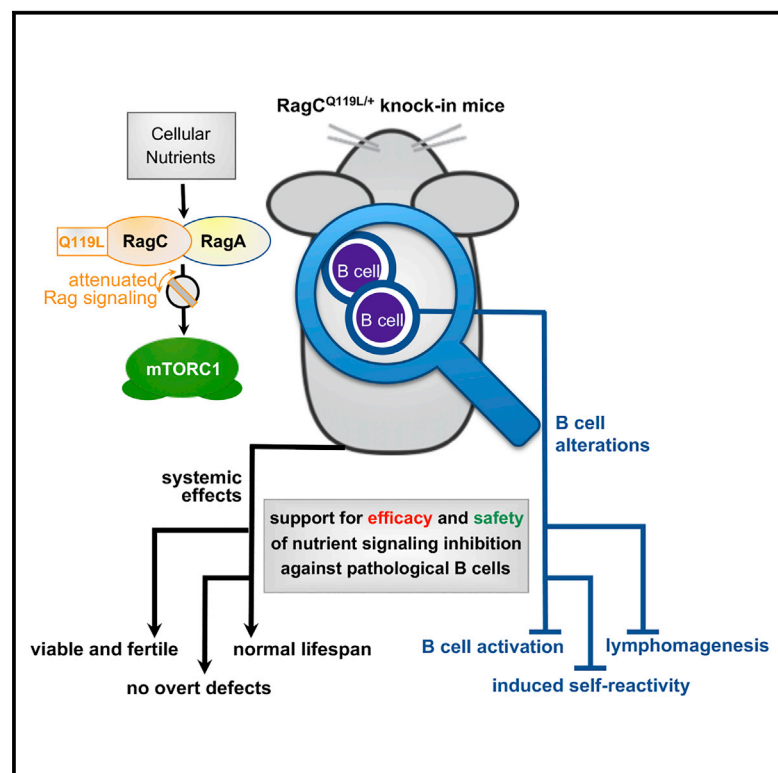 RagC^Q119L/+ knock-in mice
Cellular
Nutrients
Q119L
RagC
RagA
attenuated
Rag signaling
mTORC1
B cell
B cell
B cell
alterations
systemic
effects
support for efficacy and safety
of nutrient signaling inhibition
against pathological B cells
viable and fertile
normal lifespan
no overt defects
B cell activation
lymphomagenesis
induced self-reactivity